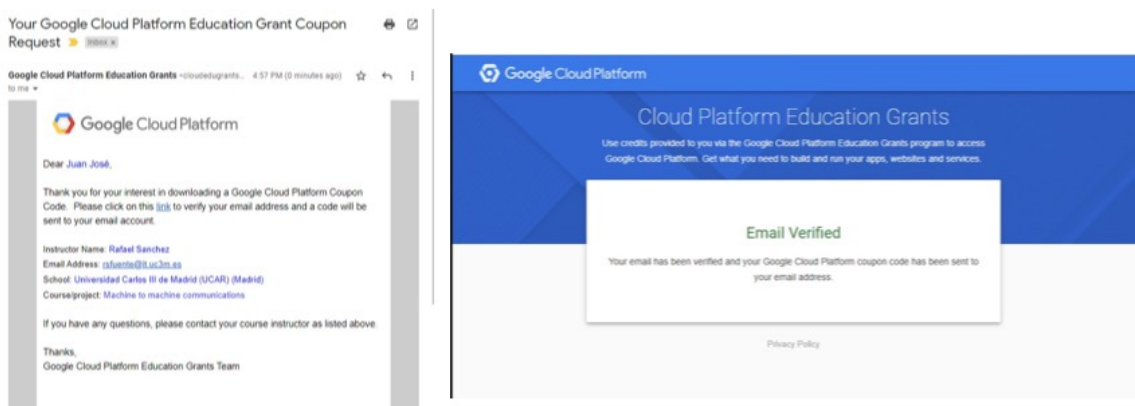 Your Google Cloud Platform Education Grant Coupon
Request Inbox x
Google Cloud Platform Education Grants <cloudedugrants... 4:57 PM (0 minutes ago)
to me
Google Cloud Platform
Dear Juan José,
Thank you for your interest in downloading a Google Cloud Platform Coupon
Code. Please click on this link to verify your email address and a code will be
sent to your email account.
Instructor Name: Rafael Sanchez
Email Address: rsfuente@it.uc3m.es
School: Universidad Carlos III de Madrid (UCAR) (Madrid)
Course/project: Machine to machine communications
If you have any questions, please contact your course instructor as listed above.
Thanks,
Google Cloud Platform Education Grants Team
Google Cloud Platform
Cloud Platform Education Grants
Use credits provided to you via the Google Cloud Platform Education Grants program to access
Google Cloud Platform. Get what you need to build and run your apps, websites and services.
Email Verified
Your email has been verified and your Google Cloud Platform coupon code has been sent to
your email address.
Privacy Policy